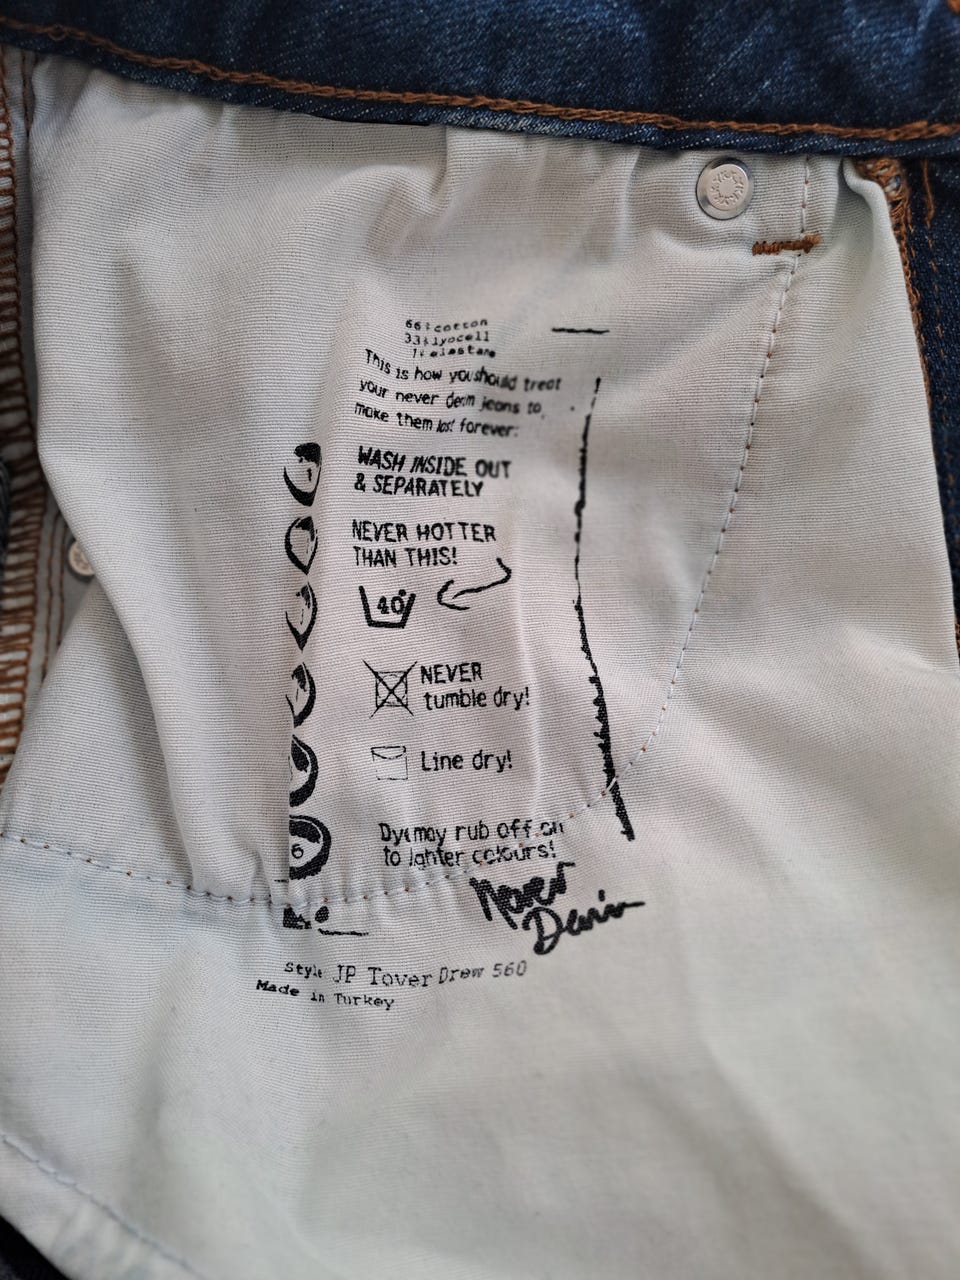 66% cotton
33% lyocell
1% elastane
This is how you should treat
your never denim jeans to
make them last forever:
WASH INSIDE OUT
& SEPARATELY
NEVER HOTTER
THAN THIS!
40°
NEVER
tumble dry!
Line dry!
Dye may rub off on
to lighter colours!
6
Never
Denim
Style JP Tover Drew 560
Made in Turkey